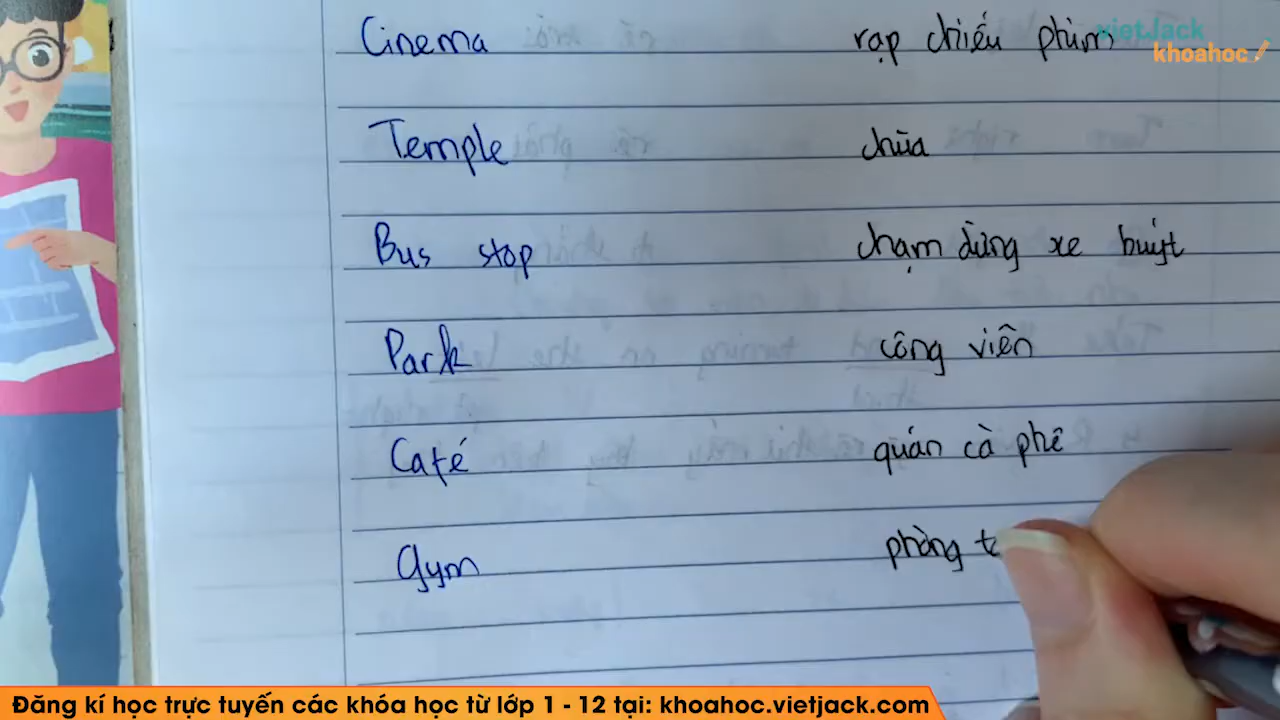 Cinema rạp chiếu phim
vietJack
khoahoc
Temple chùa
Bus stop chạm dừng xe buýt
Park công viên
Café quán cà phê
Gym phòng
Đăng kí học trực tuyến các khóa học từ lớp 1 - 12 tại: khoahoc.vietjack.com